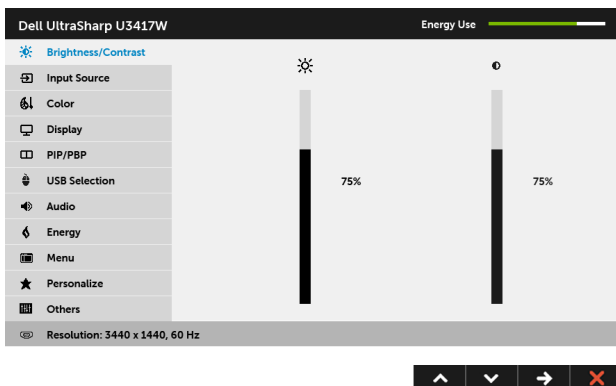 Dell UltraSharp U3417W
Energy Use
Brightness/Contrast
Input Source
Color
Display
PIP/PBP
USB Selection
Audio
Energy
Menu
Personalize
Others
75%
75%
Resolution: 3440 x 1440, 60 Hz